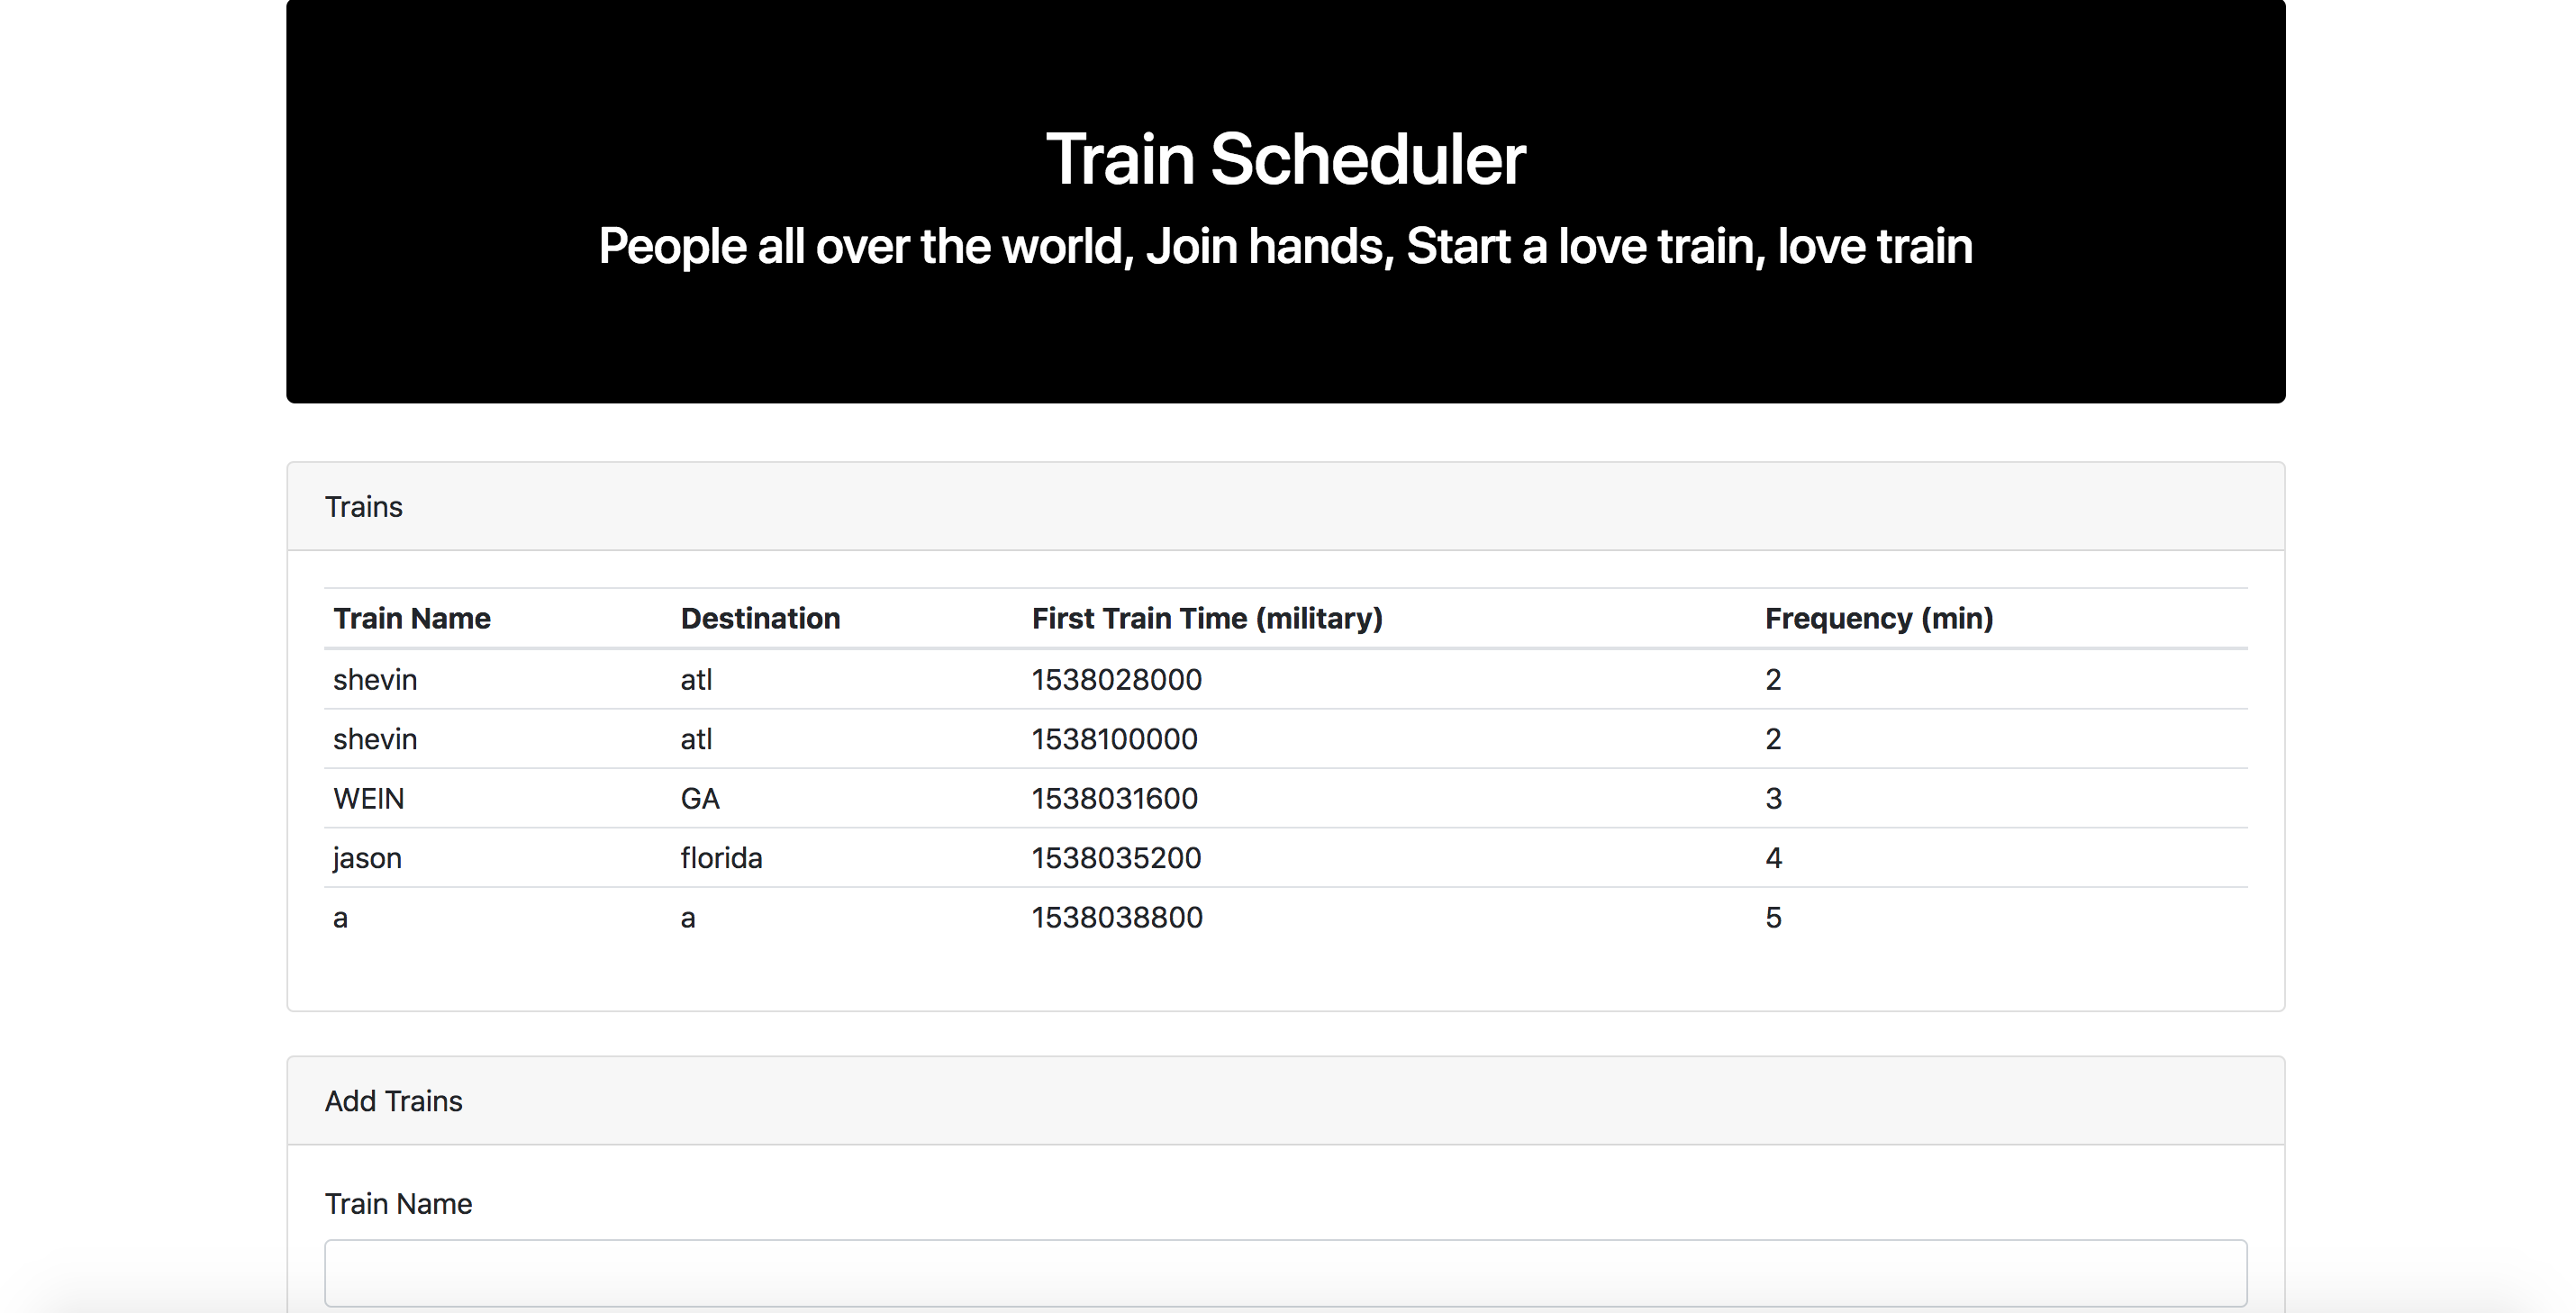 Train Scheduler
People all over the world, Join hands, Start a love train, love train
Trains
Train Name Destination First Train Time (military) Frequency (min)
shevin atl 1538028000 2
shevin atl 1538100000 2
WEIN GA 1538031600 3
jason florida 1538035200 4
a a 1538038800 5
Add Trains
Train Name